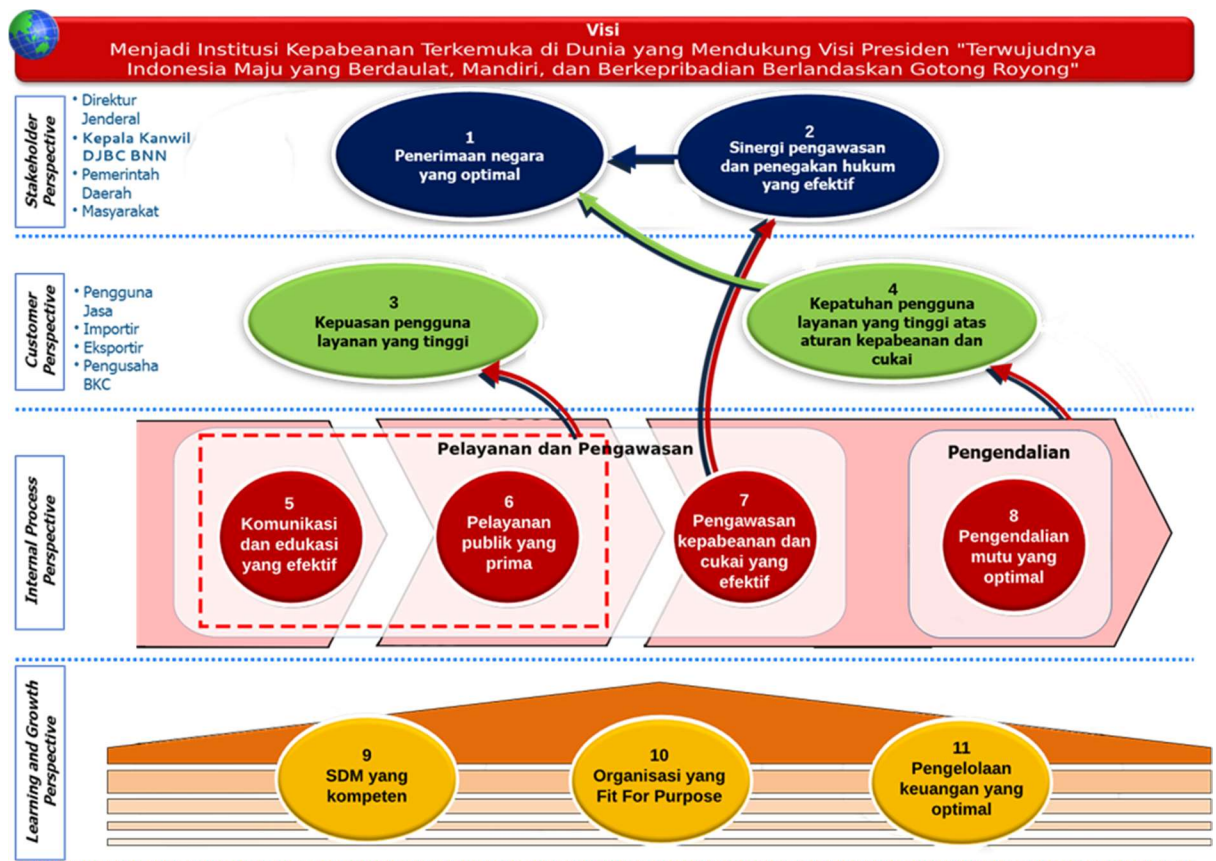 Visi
Menjadi Institusi Kepabeanan Terkemuka di Dunia yang Mendukung Visi Presiden "Terwujudnya
Indonesia Maju yang Berdaulat, Mandiri, dan Berkepribadian Berlandaskan Gotong Royong"
Stakeholder
Perspective
• Direktur
Jenderal
• Kepala Kanwil
DJBC BNN
• Pemerintah
Daerah
• Masyarakat
1
Penerimaan negara
yang optimal
2
Sinergi pengawasan
dan penegakan hukum
yang efektif
Customer
Perspective
• Pengguna
Jasa
• Importir
• Eksportir
• Pengusaha
BKC
3
Kepuasan pengguna
layanan yang tinggi
4
Kepatuhan pengguna
layanan yang tinggi atas
aturan kepabeanan dan
cukai
Internal Process
Perspective
Pelayanan dan Pengawasan
5
Komunikasi
dan edukasi
yang efektif
6
Pelayanan
publik yang
prima
7
Pengawasan
kepabeanan dan
cukai yang
efektif
Pengendalian
8
Pengendalian
mutu yang
optimal
Learning and Growth
Perspective
9
SDM yang
kompeten
10
Organisasi yang
Fit For Purpose
11
Pengelolaan
keuangan yang
optimal